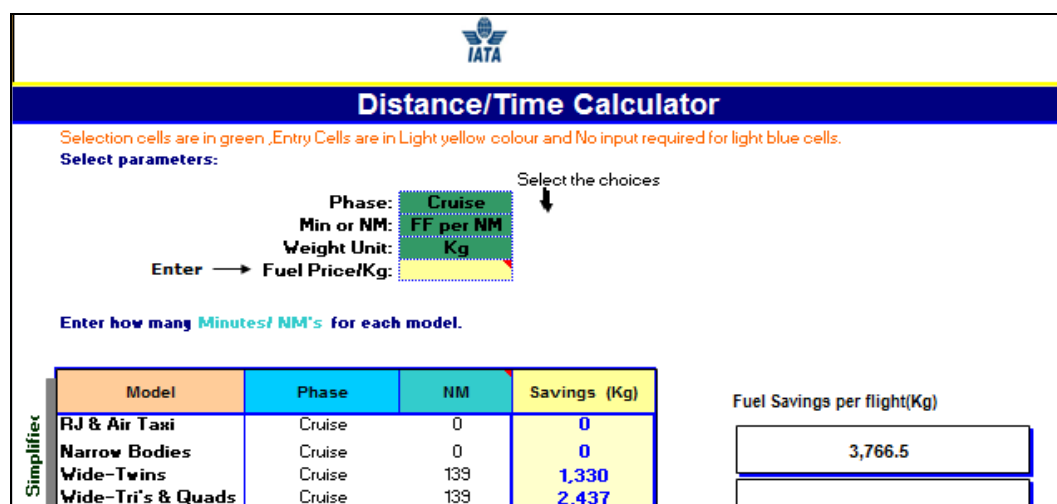 IATA
Distance/Time Calculator
Selection cells are in green ,Entry Cells are in Light yellow colour and No input required for light blue cells.
Select parameters:
Select the choices
Phase: Cruise
Min or NM: FF per NM
Weight Unit: Kg
Enter Fuel Price/Kg:
Enter how many Minutes/ NM's for each model.
Model Phase NM Savings (Kg)
Fuel Savings per flight(Kg)
RJ & Air Taxi Cruise 0 0
Narrow Bodies Cruise 0 0
3,766.5
Wide-Twins Cruise 139 1,330
Wide-Tri's & Quads Cruise 139 2,437